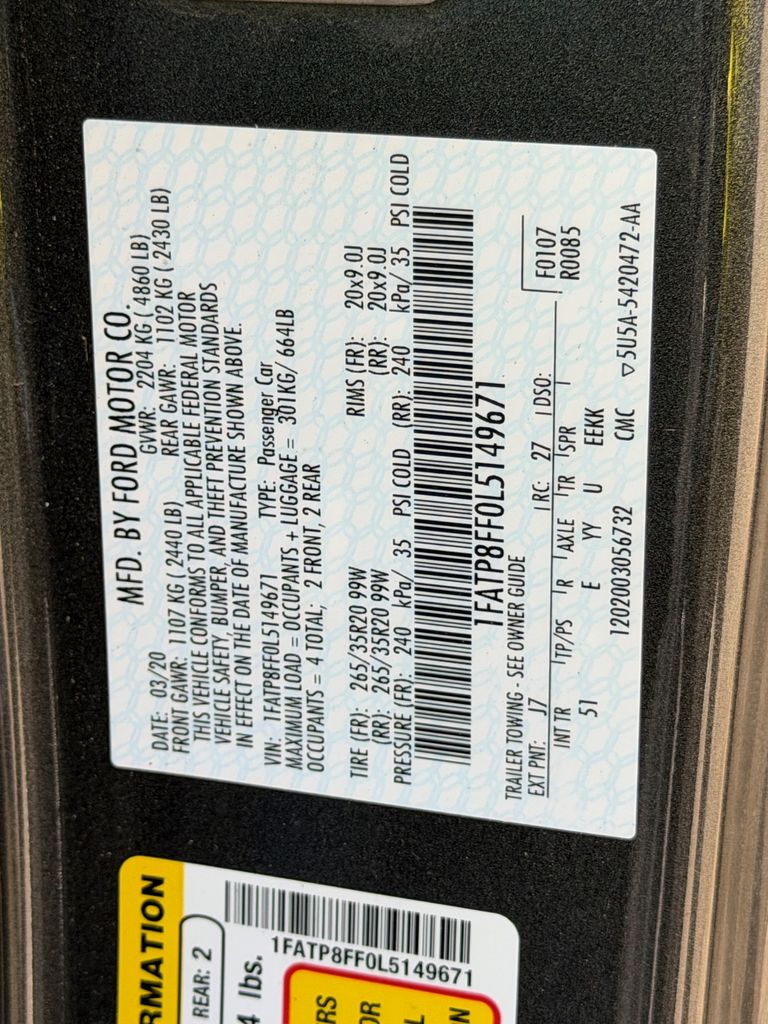 MFD. BY FORD MOTOR CO.
DATE: 03/20 GVWR: 2204 KG ( 4860 LB)
FRONT GAWR: 1107 KG ( 2440 LB) REAR GAWR: 1102 KG ( 2430 LB)
THIS VEHICLE CONFORMS TO ALL APPLICABLE FEDERAL MOTOR
VEHICLE SAFETY, BUMPER, AND THEFT PREVENTION STANDARDS
IN EFFECT ON THE DATE OF MANUFACTURE SHOWN ABOVE.
VIN: 1FATP8FF0L5149671 TYPE: Passenger Car
MAXIMUM LOAD = OCCUPANTS + LUGGAGE = 301KG/ 664LB
OCCUPANTS = 4 TOTAL; 2 FRONT, 2 REAR
TIRE (FR): 265/35R20 99W RIMS (FR): 20x9.0J
(RR): 265/35R20 99W (RR): 20x9.0J
PRESSURE (FR): 240 kPa/ 35 PSI COLD (RR): 240 kPa/ 35 PSI COLD
1FATP8FF0L5149671
TRAILER TOWING - SEE OWNER GUIDE F0107
EXT PNT: J7 RC: 27 DSO: R0085
INT TR TP/PS R AXLE TR SPR
51 E YY U EEKK
1202003056732 CMC ▽5U5A-5420472-AA
RMATION
REAR: 2
4 lbs.
1FATP8FF0L5149671
RS
OR
L
N